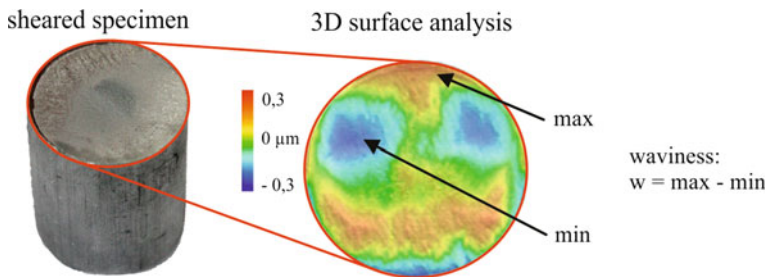 sheared specimen
3D surface analysis
0,3
0 µm
- 0,3
max
min
waviness:
w = max - min